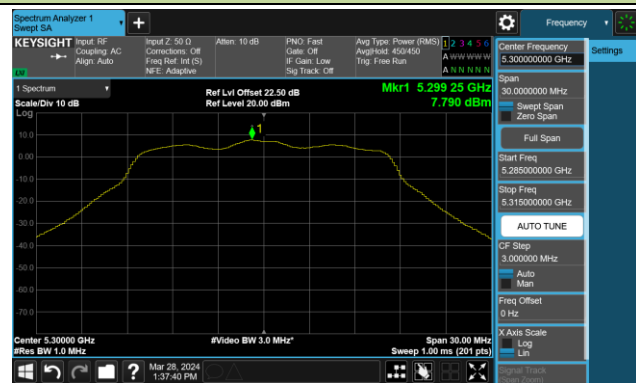 Spectrum Analyzer 1
Swept SA
+
Frequency
KEYSIGHT
Input: RF
Coupling: AC
Align: Auto
Input Z: 50 Ω
Corrections: Off
Freq Ref: Int (S)
NFE: Adaptive
Atten: 10 dB
PNO: Fast
Gate: Off
IF Gain: Low
Sig Track: Off
Avg Type: Power (RMS)
Avg|Hold: 450/450
Trig: Free Run
1 2 3 4 5 6
A W W W W W
A N N N N N
LXI
1 Spectrum
Scale/Div 10 dB
Log
Ref Lvl Offset 22.50 dB
Ref Level 20.00 dBm
Mkr1 5.299 25 GHz
7.790 dBm
1
10.0
0.00
-10.0
-20.0
-30.0
-40.0
-50.0
-60.0
-70.0
Center 5.30000 GHz
#Res BW 1.0 MHz
#Video BW 3.0 MHz*
Span 30.00 MHz
Sweep 1.00 ms (201 pts)
Center Frequency
5.300000000 GHz
Settings
Span
30.0000000 MHz
Swept Span
Zero Span
Full Span
Start Freq
5.285000000 GHz
Stop Freq
5.315000000 GHz
AUTO TUNE
CF Step
3.000000 MHz
Auto
Man
Freq Offset
0 Hz
X Axis Scale
Log
Lin
Signal Track
(Span Zoom)
?
Mar 28, 2024
1:37:40 PM